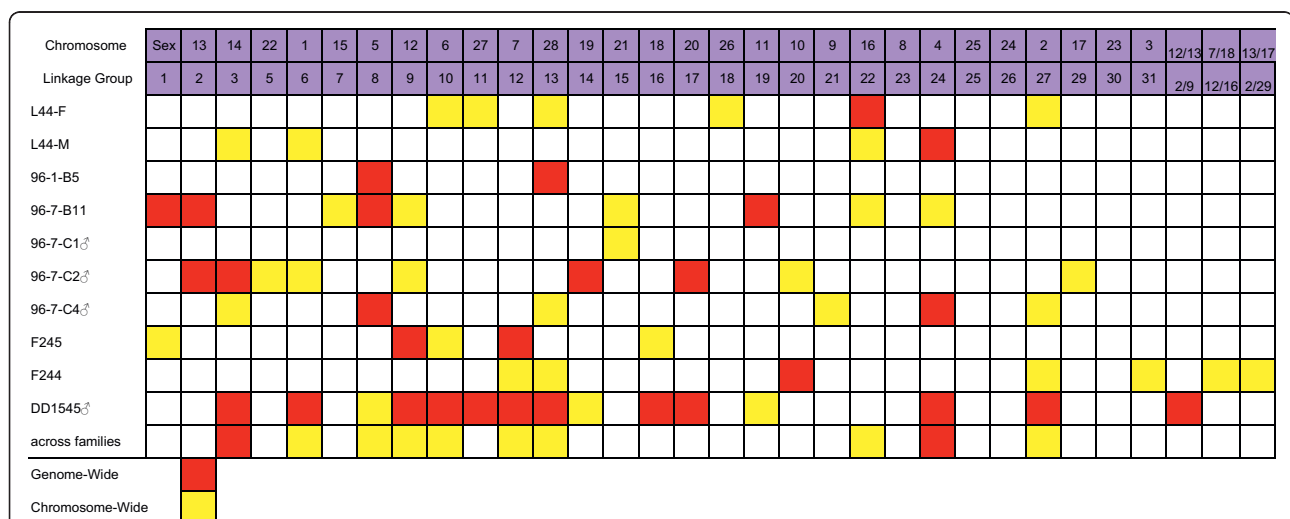 Chromosome Sex 13 14 22 1 15 5 12 6 27 7 28 19 21 18 20 26 11 10 9 16 8 4 25 24 2 17 23 3 12/13 7/18 13/17
Linkage Group 1 2 3 5 6 7 8 9 10 11 12 13 14 15 16 17 18 19 20 21 22 23 24 25 26 27 29 30 31 2/9 12/16 2/29
L44-F
L44-M
96-1-B5
96-7-B11
96-7-C1♂
96-7-C2♂
96-7-C4♂
F245
F244
DD1545♂
across families
Genome-Wide
Chromosome-Wide